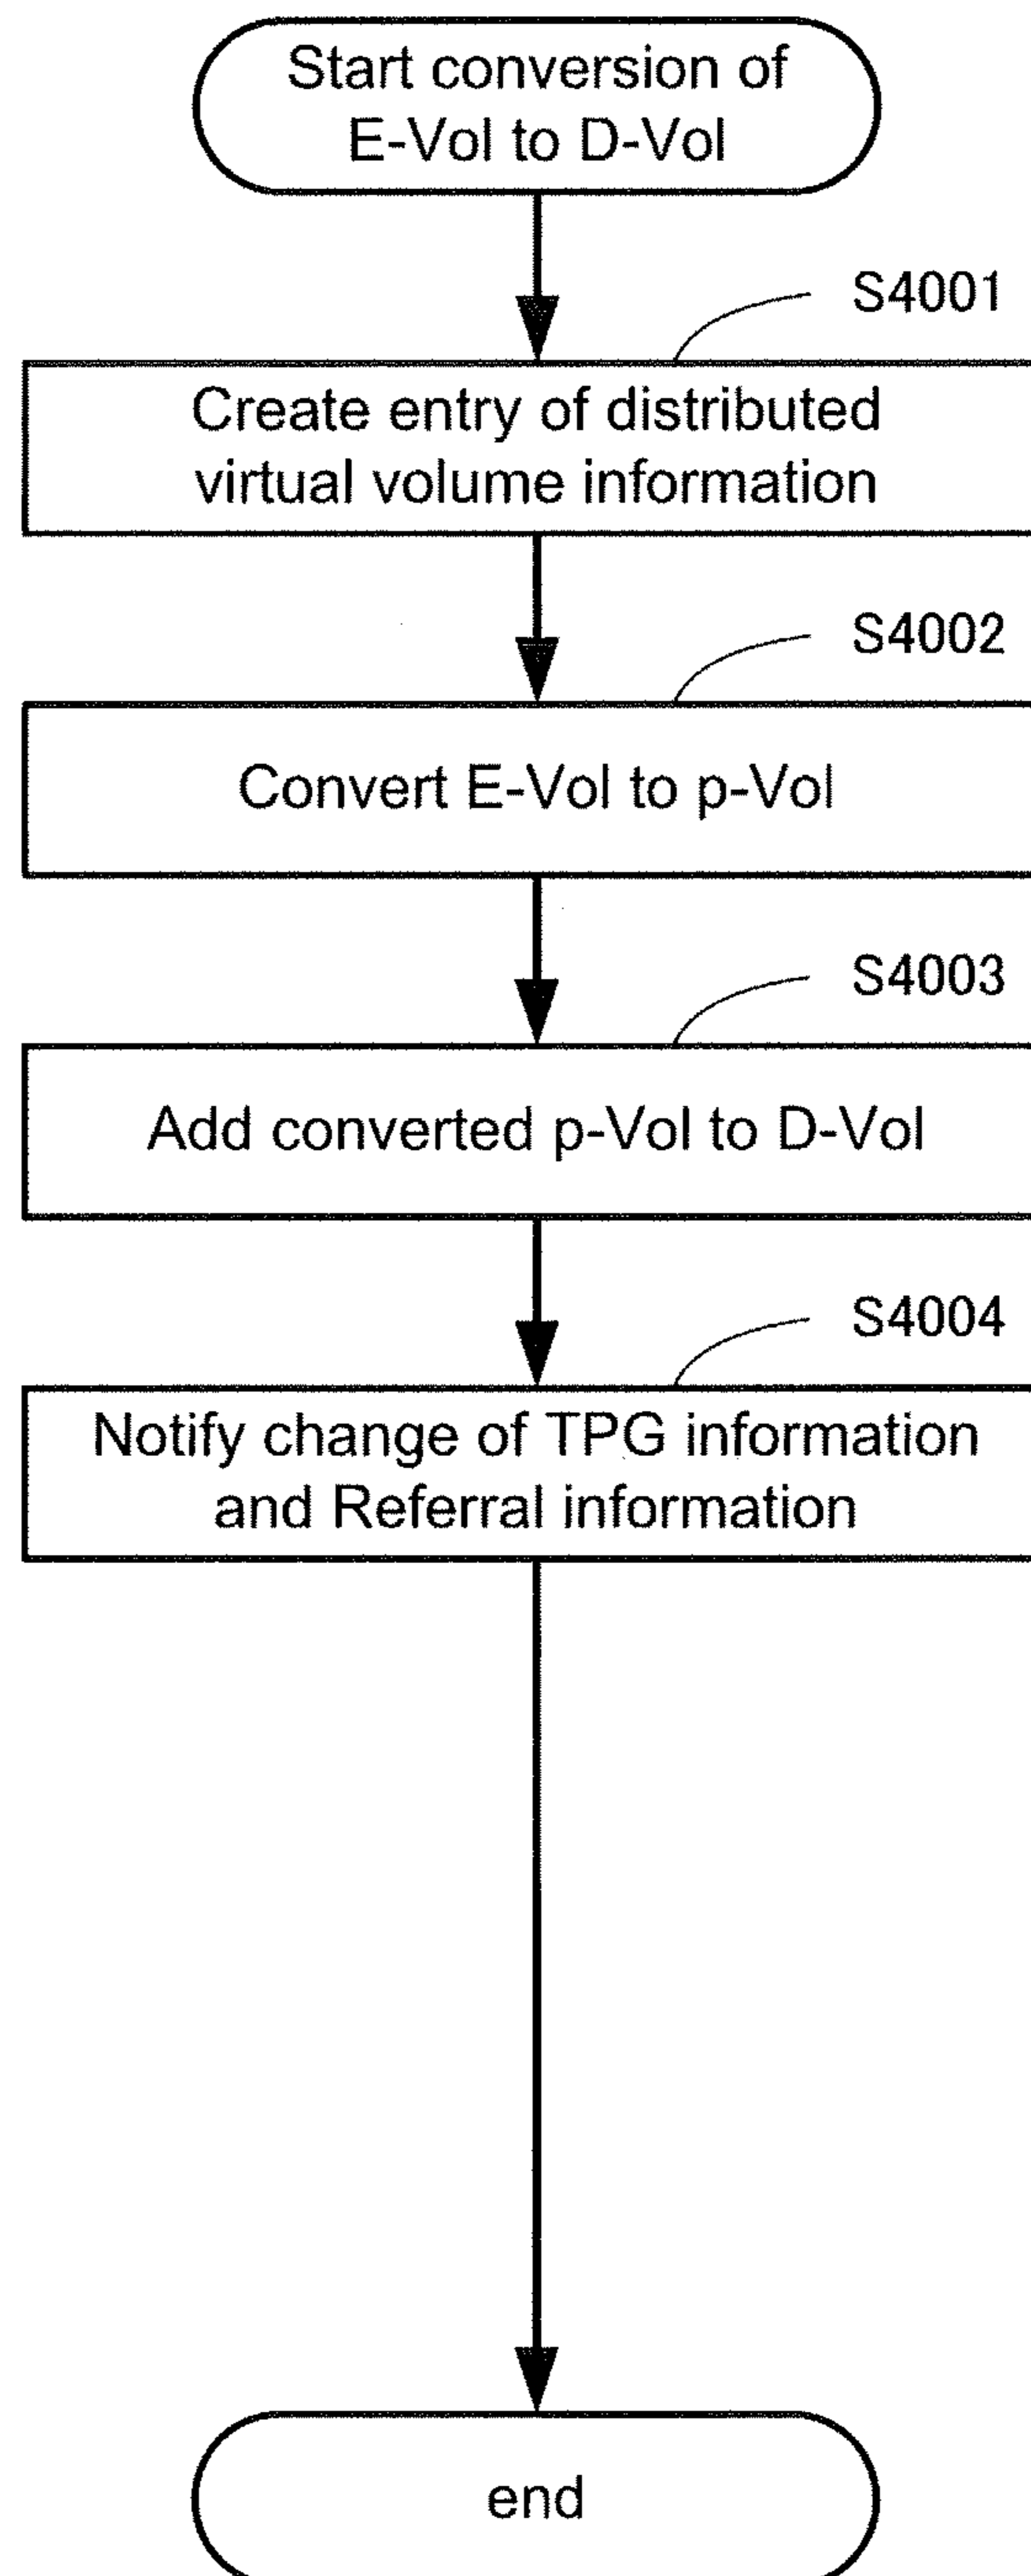 Start conversion of
E-Vol to D-Vol
S4001
Create entry of distributed
virtual volume information
S4002
Convert E-Vol to p-Vol
S4003
Add converted p-Vol to D-Vol
S4004
Notify change of TPG information
and Referral information
end